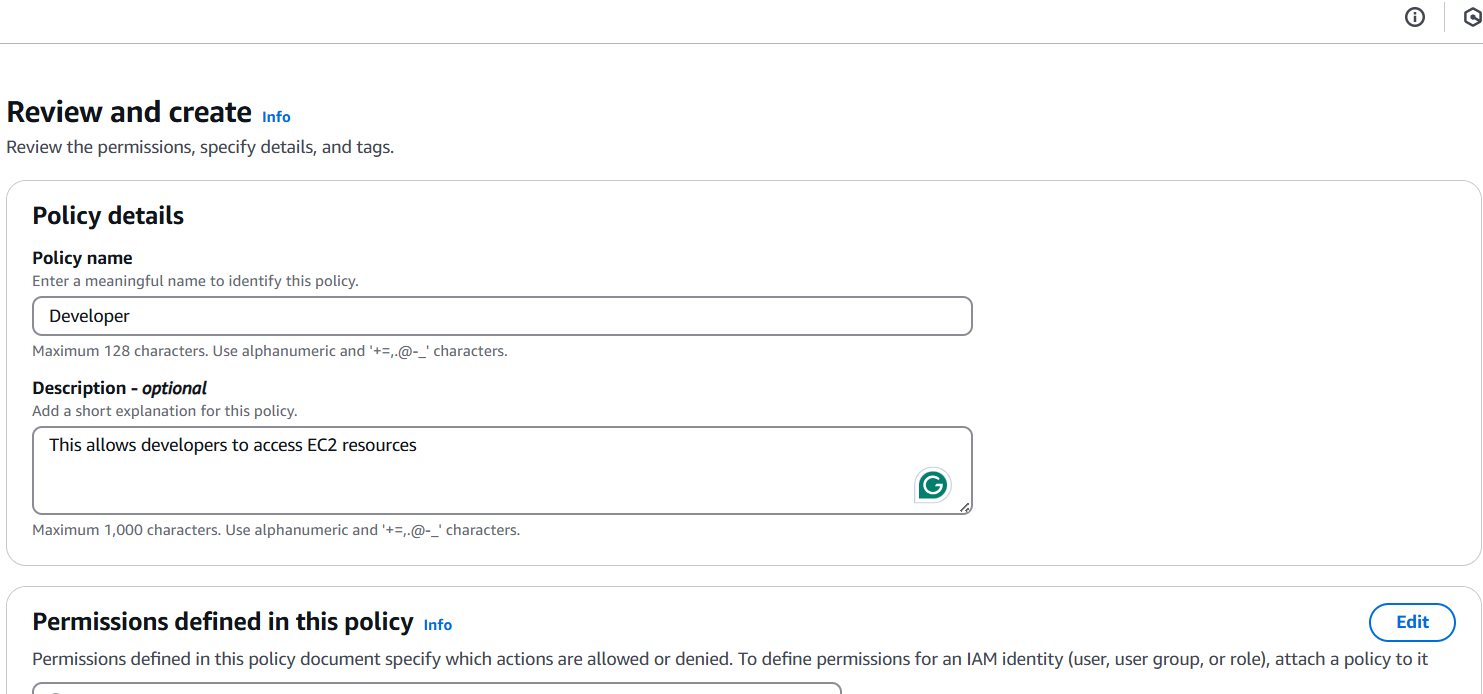 Review and create Info
Review the permissions, specify details, and tags.
Policy details
Policy name
Enter a meaningful name to identify this policy.
Developer
Maximum 128 characters. Use alphanumeric and '+=,.@-_' characters.
Description - optional
Add a short explanation for this policy.
This allows developers to access EC2 resources
Maximum 1,000 characters. Use alphanumeric and '+=,.@-_' characters.
Permissions defined in this policy Info
Edit
Permissions defined in this policy document specify which actions are allowed or denied. To define permissions for an IAM identity (user, user group, or role), attach a policy to it